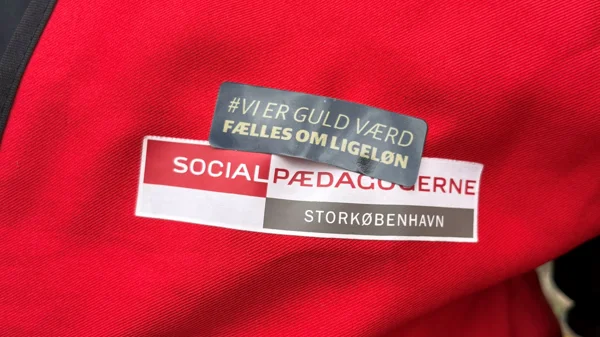 #VI ER GULD VÆRD
FÆLLES OM LIGELØN
SOCIALPÆDAGOGERNE
STORKØBENHAVN